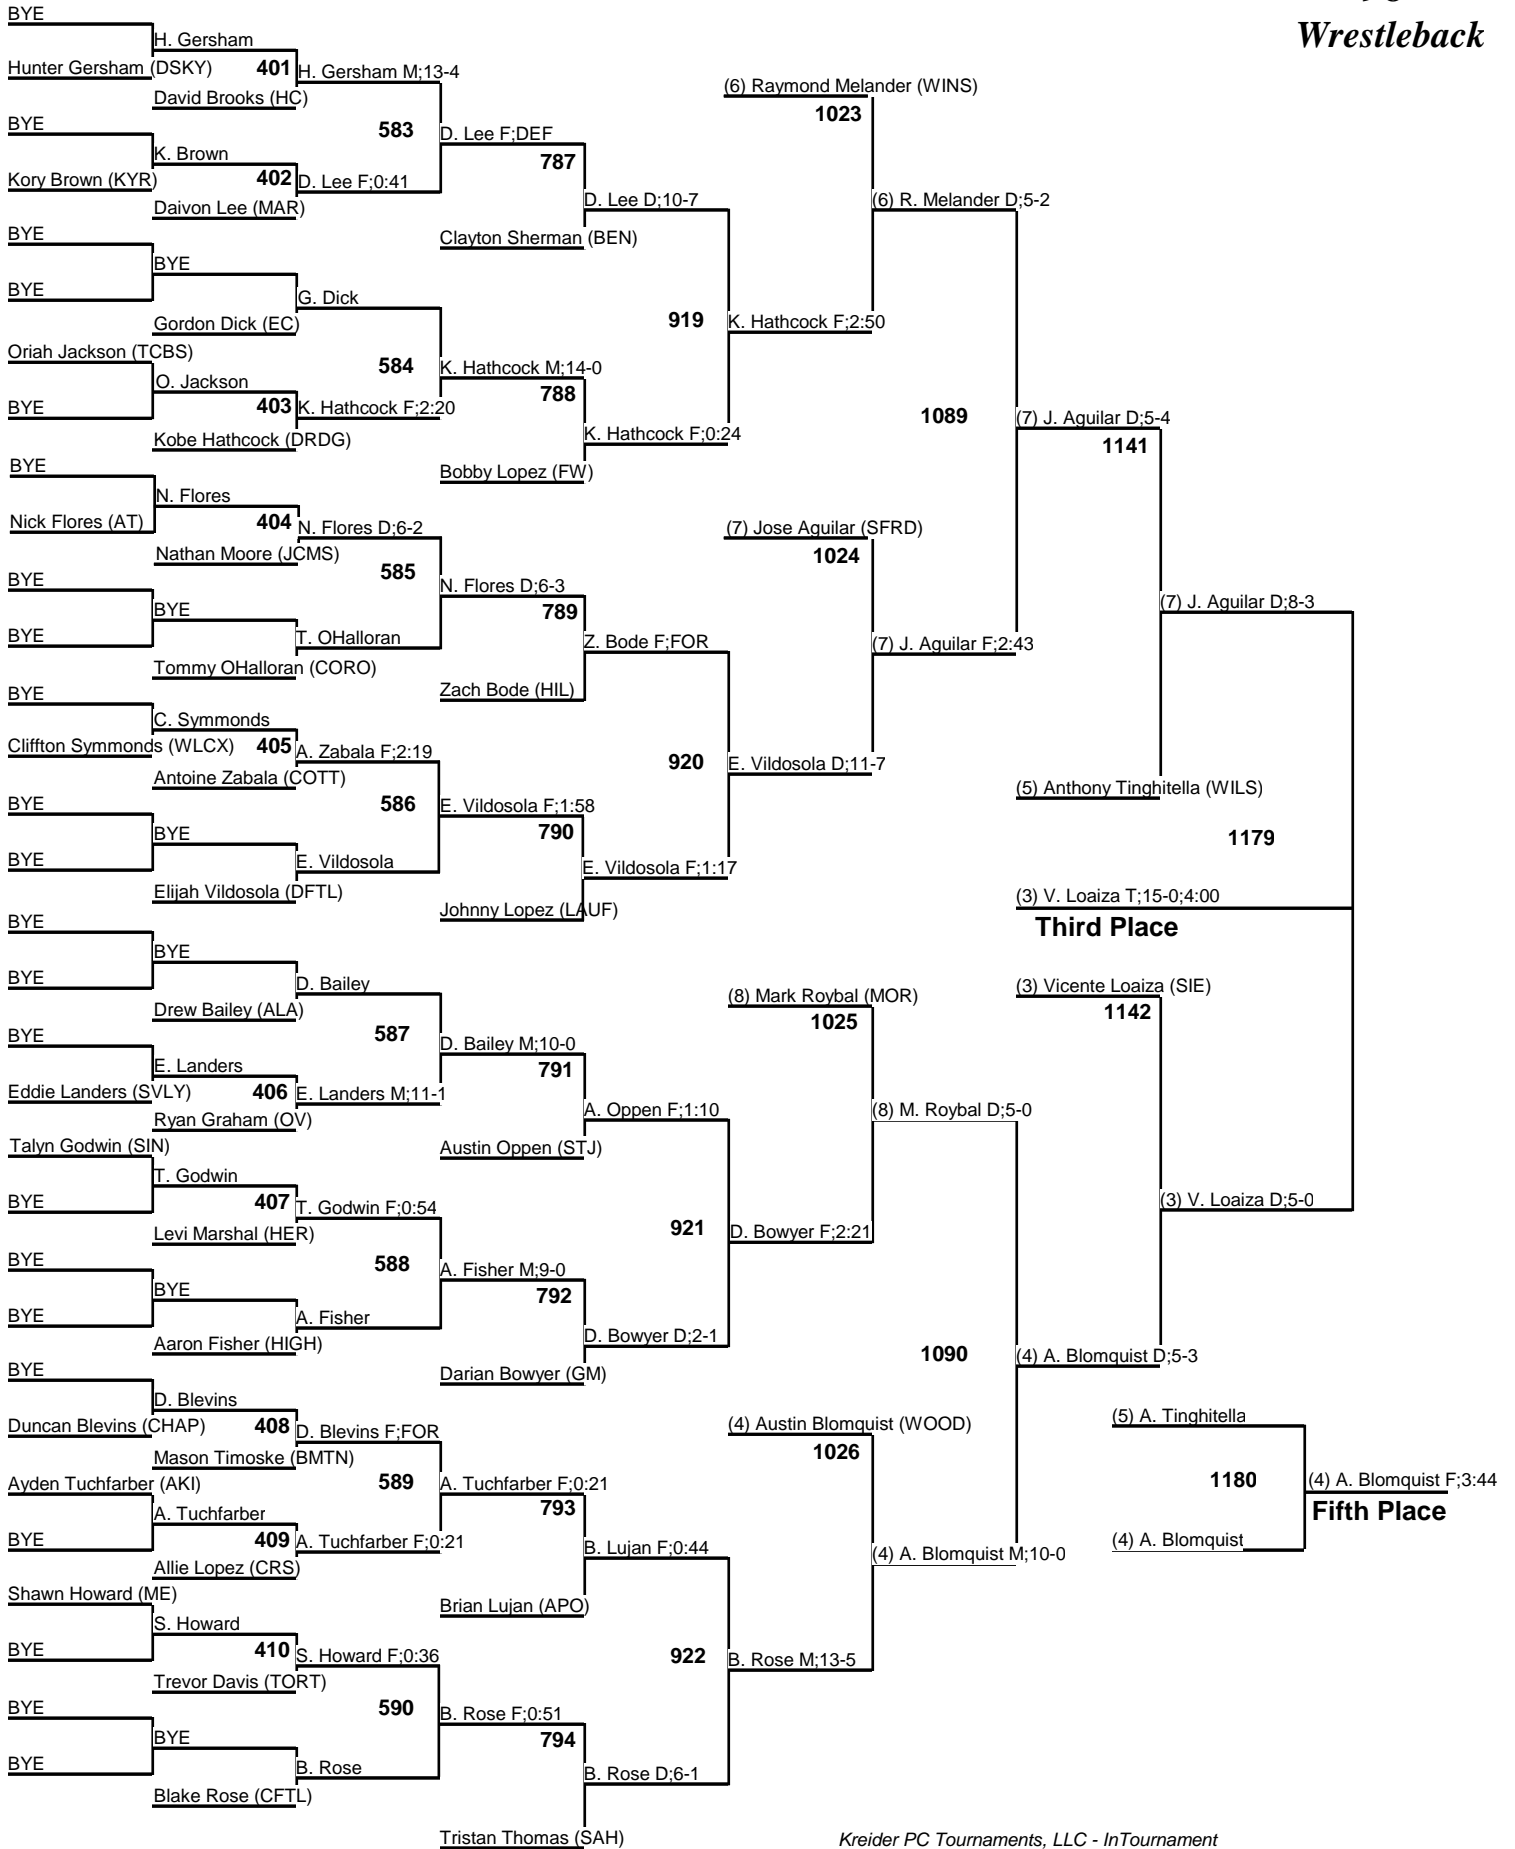 Wrestleback
BYE
H. Gersham
Hunter Gersham (DSKY)
401
H. Gersham M;13-4
David Brooks (HC)
BYE
583
D. Lee F;DEF
K. Brown
787
Kory Brown (KYR)
402
D. Lee F;0:41
Daivon Lee (MAR)
D. Lee D;10-7
BYE
Clayton Sherman (BEN)
BYE
BYE
G. Dick
Gordon Dick (EC)
919
K. Hathcock F;2:50
Oriah Jackson (TCBS)
584
K. Hathcock M;14-0
O. Jackson
788
BYE
403
K. Hathcock F;2:20
Kobe Hathcock (DRDG)
K. Hathcock F;0:24
Bobby Lopez (FW)
(6) Raymond Melander (WINS)
1023
(6) R. Melander D;5-2
1089
(7) J. Aguilar D;5-4
1141
BYE
N. Flores
Nick Flores (AT)
404
N. Flores D;6-2
Nathan Moore (JCMS)
585
BYE
N. Flores D;6-3
BYE
789
BYE
T. OHalloran
Z. Bode F;FOR
Tommy OHalloran (CORO)
Zach Bode (HIL)
(7) Jose Aguilar (SFRD)
1024
(7) J. Aguilar F;2:43
(7) J. Aguilar D;8-3
BYE
C. Symmonds
Cliffton Symmonds (WLCX)
405
A. Zabala F;2:19
Antoine Zabala (COTT)
920
E. Vildosola D;11-7
BYE
586
E. Vildosola F;1:58
BYE
790
BYE
E. Vildosola
E. Vildosola F;1:17
Elijah Vildosola (DFTL)
Johnny Lopez (LAUF)
(5) Anthony Tinghitella (WILS)
1179
(3) V. Loaiza T;15-0;4:00
Third Place
BYE
BYE
BYE
D. Bailey
Drew Bailey (ALA)
587
D. Bailey M;10-0
BYE
791
E. Landers
Eddie Landers (SVLY)
406
E. Landers M;11-1
Ryan Graham (OV)
A. Oppen F;1:10
Austin Oppen (STJ)
(8) Mark Roybal (MOR)
1025
(8) M. Roybal D;5-0
(3) Vicente Loaiza (SIE)
1142
(3) V. Loaiza D;5-0
Talyn Godwin (SIN)
T. Godwin
BYE
407
T. Godwin F;0:54
Levi Marshal (HER)
921
D. Bowyer F;2:21
BYE
588
A. Fisher M;9-0
BYE
792
BYE
A. Fisher
D. Bowyer D;2-1
Aaron Fisher (HIGH)
Darian Bowyer (GM)
1090
(4) A. Blomquist D;5-3
BYE
D. Blevins
Duncan Blevins (CHAP)
408
D. Blevins F;FOR
Mason Timoske (BMTN)
Ayden Tuchfarber (AKI)
589
A. Tuchfarber F;0:21
A. Tuchfarber
793
BYE
409
A. Tuchfarber F;0:21
Allie Lopez (CRS)
B. Lujan F;0:44
Brian Lujan (APO)
(4) Austin Blomquist (WOOD)
1026
(4) A. Blomquist M;10-0
(5) A. Tinghitella
1180
(4) A. Blomquist F;3:44
Fifth Place
(4) A. Blomquist
Shawn Howard (ME)
S. Howard
BYE
410
S. Howard F;0:36
Trevor Davis (TORT)
922
B. Rose M;13-5
BYE
590
B. Rose F;0:51
BYE
794
BYE
B. Rose
B. Rose D;6-1
Blake Rose (CFTL)
Tristan Thomas (SAH)
Kreider PC Tournaments, LLC - InTournament